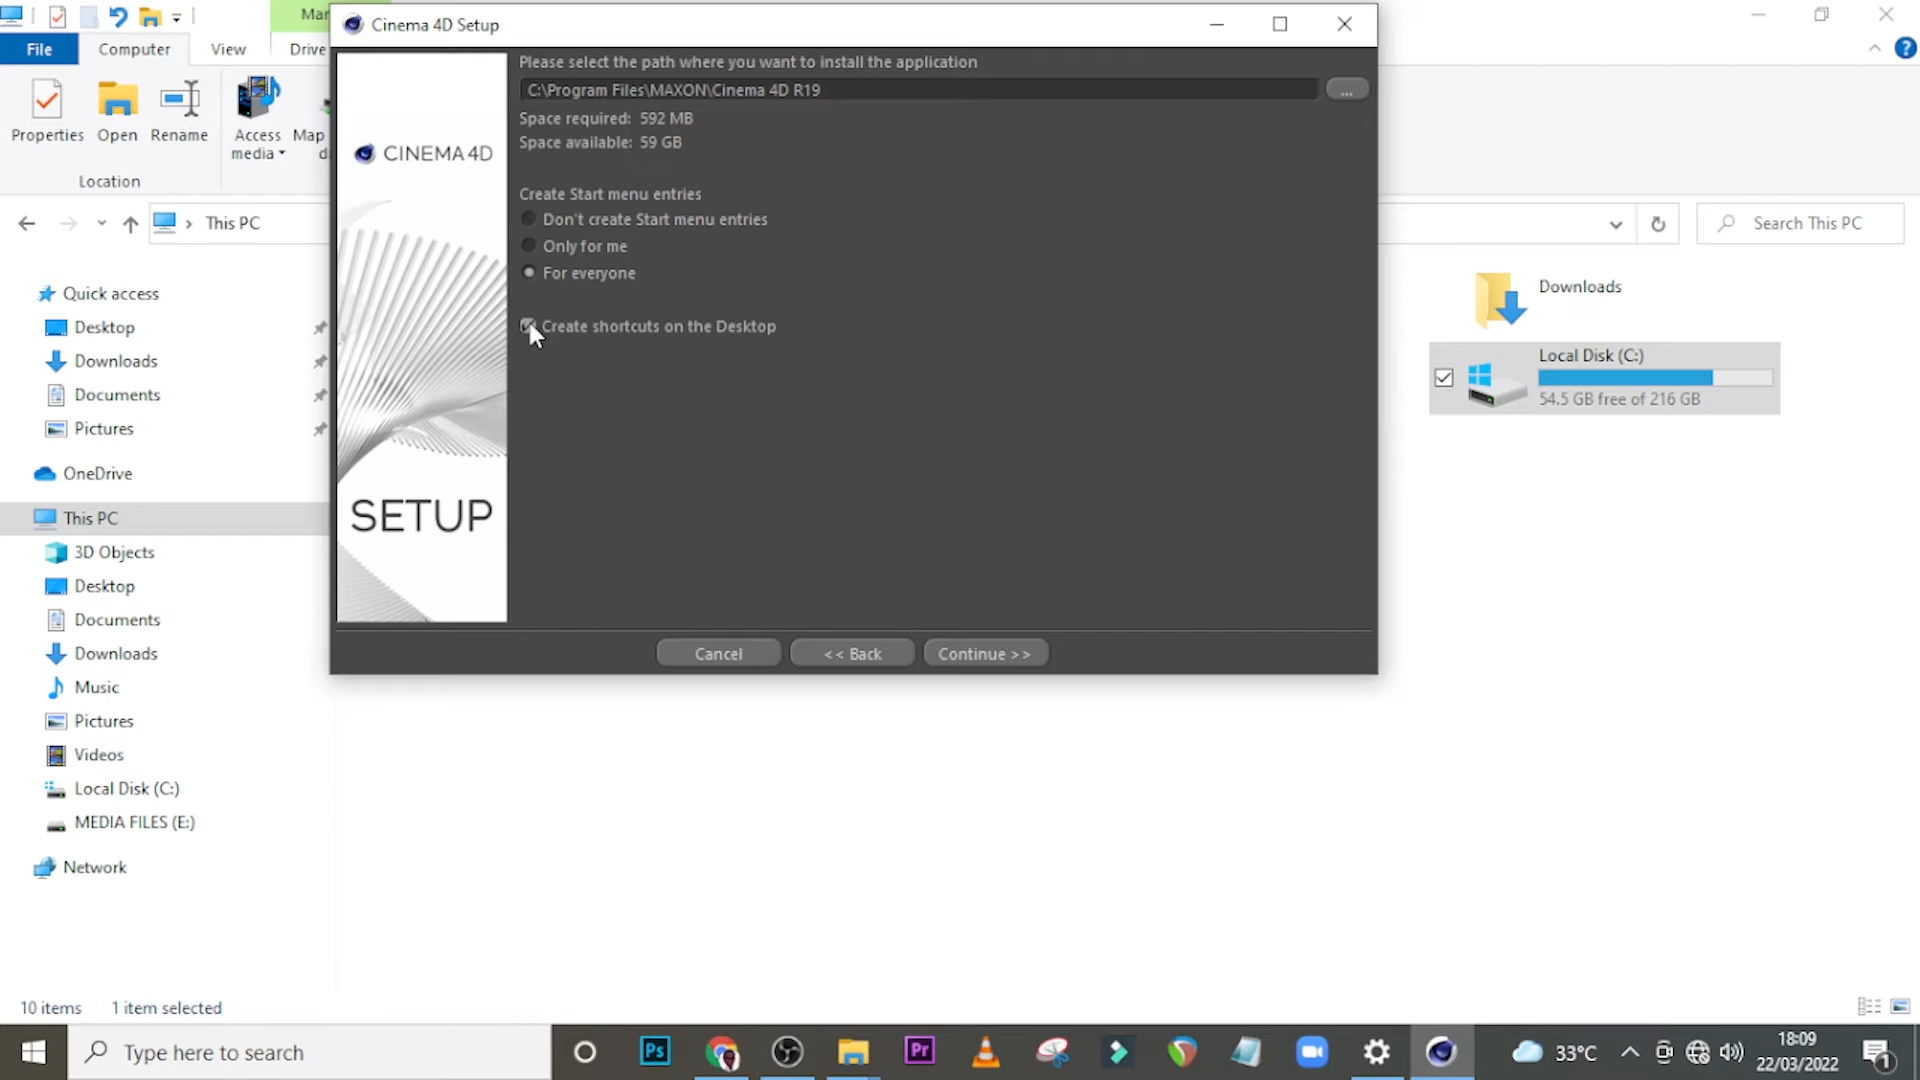 Man
File
Computer
View
Drive
Properties
Open
Rename
Access
media
Map
d
Location
This PC
Search This PC
Quick access
Desktop
Downloads
Documents
Pictures
OneDrive
This PC
3D Objects
Desktop
Documents
Downloads
Music
Pictures
Videos
Local Disk (C:)
MEDIA FILES (E:)
Network
Cinema 4D Setup
CINEMA 4D
SETUP
Please select the path where you want to install the application
C:\Program Files\MAXON\Cinema 4D R19
...
Space required: 592 MB
Space available: 59 GB
Create Start menu entries
Don't create Start menu entries
Only for me
For everyone
Create shortcuts on the Desktop
Cancel
<< Back
Continue >>
Downloads
Local Disk (C:)
54.5 GB free of 216 GB
10 items
1 item selected
Type here to search
Ps
Pr
33°C
18:09
22/03/2022
1